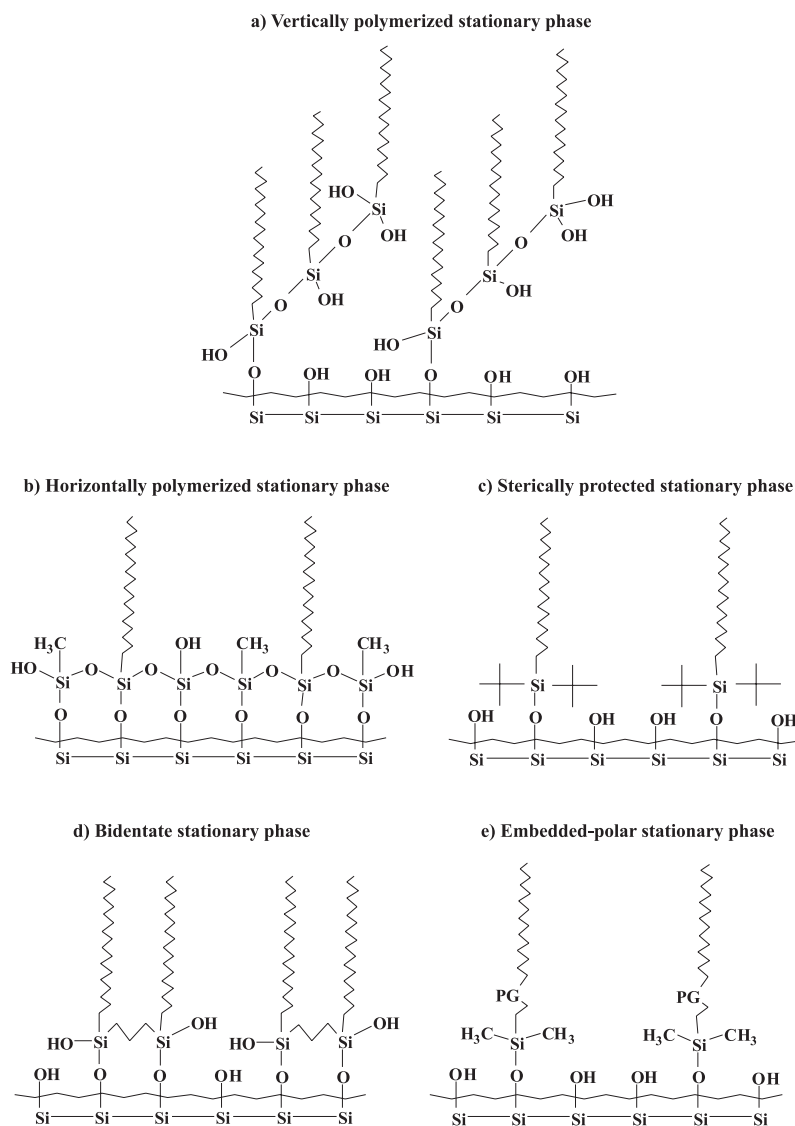 a) Vertically polymerized stationary phase
HO OH
Si Si
O OH O OH
Si Si
OH OH
O O
Si Si
HO HO
O OH OH O OH OH
Si Si Si Si Si Si
b) Horizontally polymerized stationary phase
H₃C OH CH₃ CH₃
HO O O O O O OH
Si Si Si Si Si Si
O O O O O O
Si Si Si Si Si Si
c) Sterically protected stationary phase
Si Si
OH O OH OH O OH
Si Si Si Si Si Si
d) Bidentate stationary phase
OH OH
HO Si Si HO Si Si
OH O O OH O O
Si Si Si Si Si Si
e) Embedded-polar stationary phase
PG PG
H₃C CH₃ H₃C CH₃
Si Si
OH O OH OH O OH
Si Si Si Si Si Si